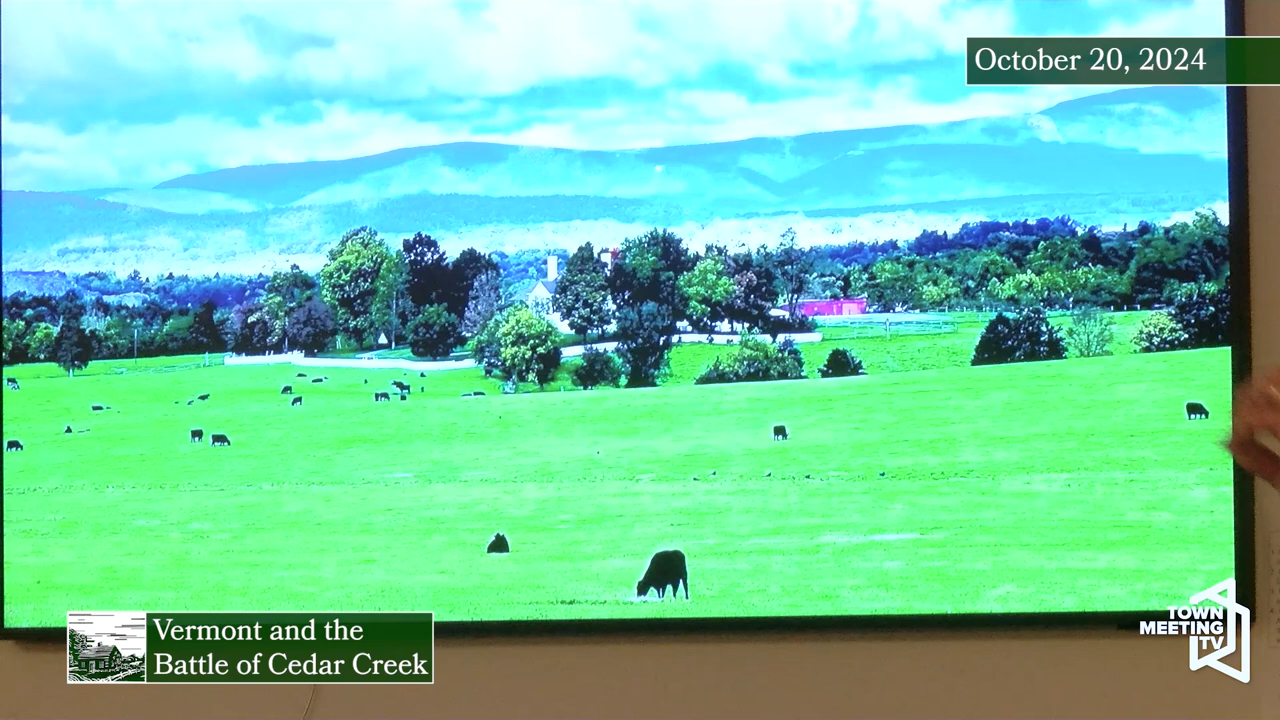 October 20, 2024
Vermont and the
Battle of Cedar Creek
TOWN
MEETING
TV